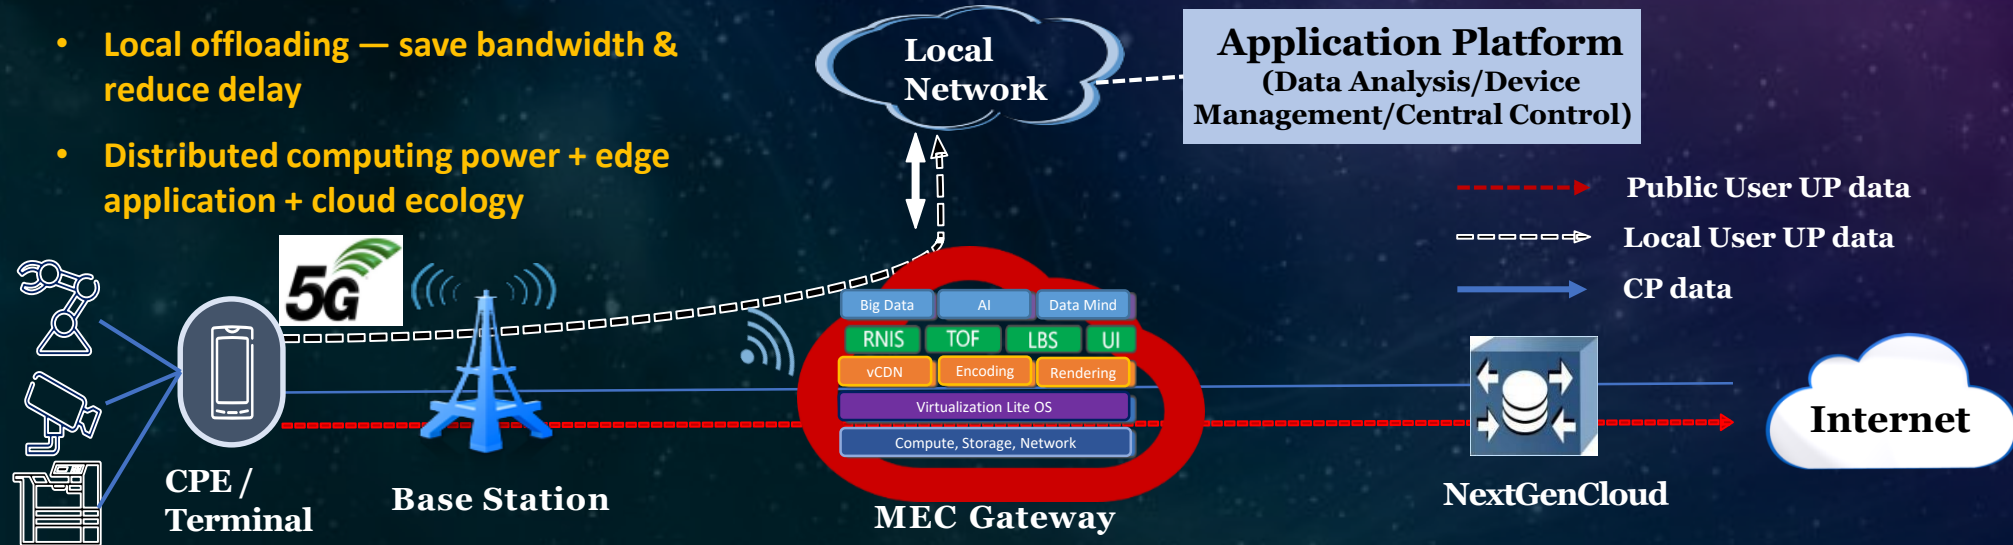 • Local offloading — save bandwidth &
reduce delay
• Distributed computing power + edge
application + cloud ecology
Local
Network
Application Platform
(Data Analysis/Device
Management/Central Control)
Public User UP data
Local User UP data
CP data
5G
Big Data
AI
Data Mind
RNIS
TOF
LBS
UI
vCDN
Encoding
Rendering
Virtualization Lite OS
Compute, Storage, Network
CPE /
Terminal
Base Station
MEC Gateway
NextGenCloud
Internet